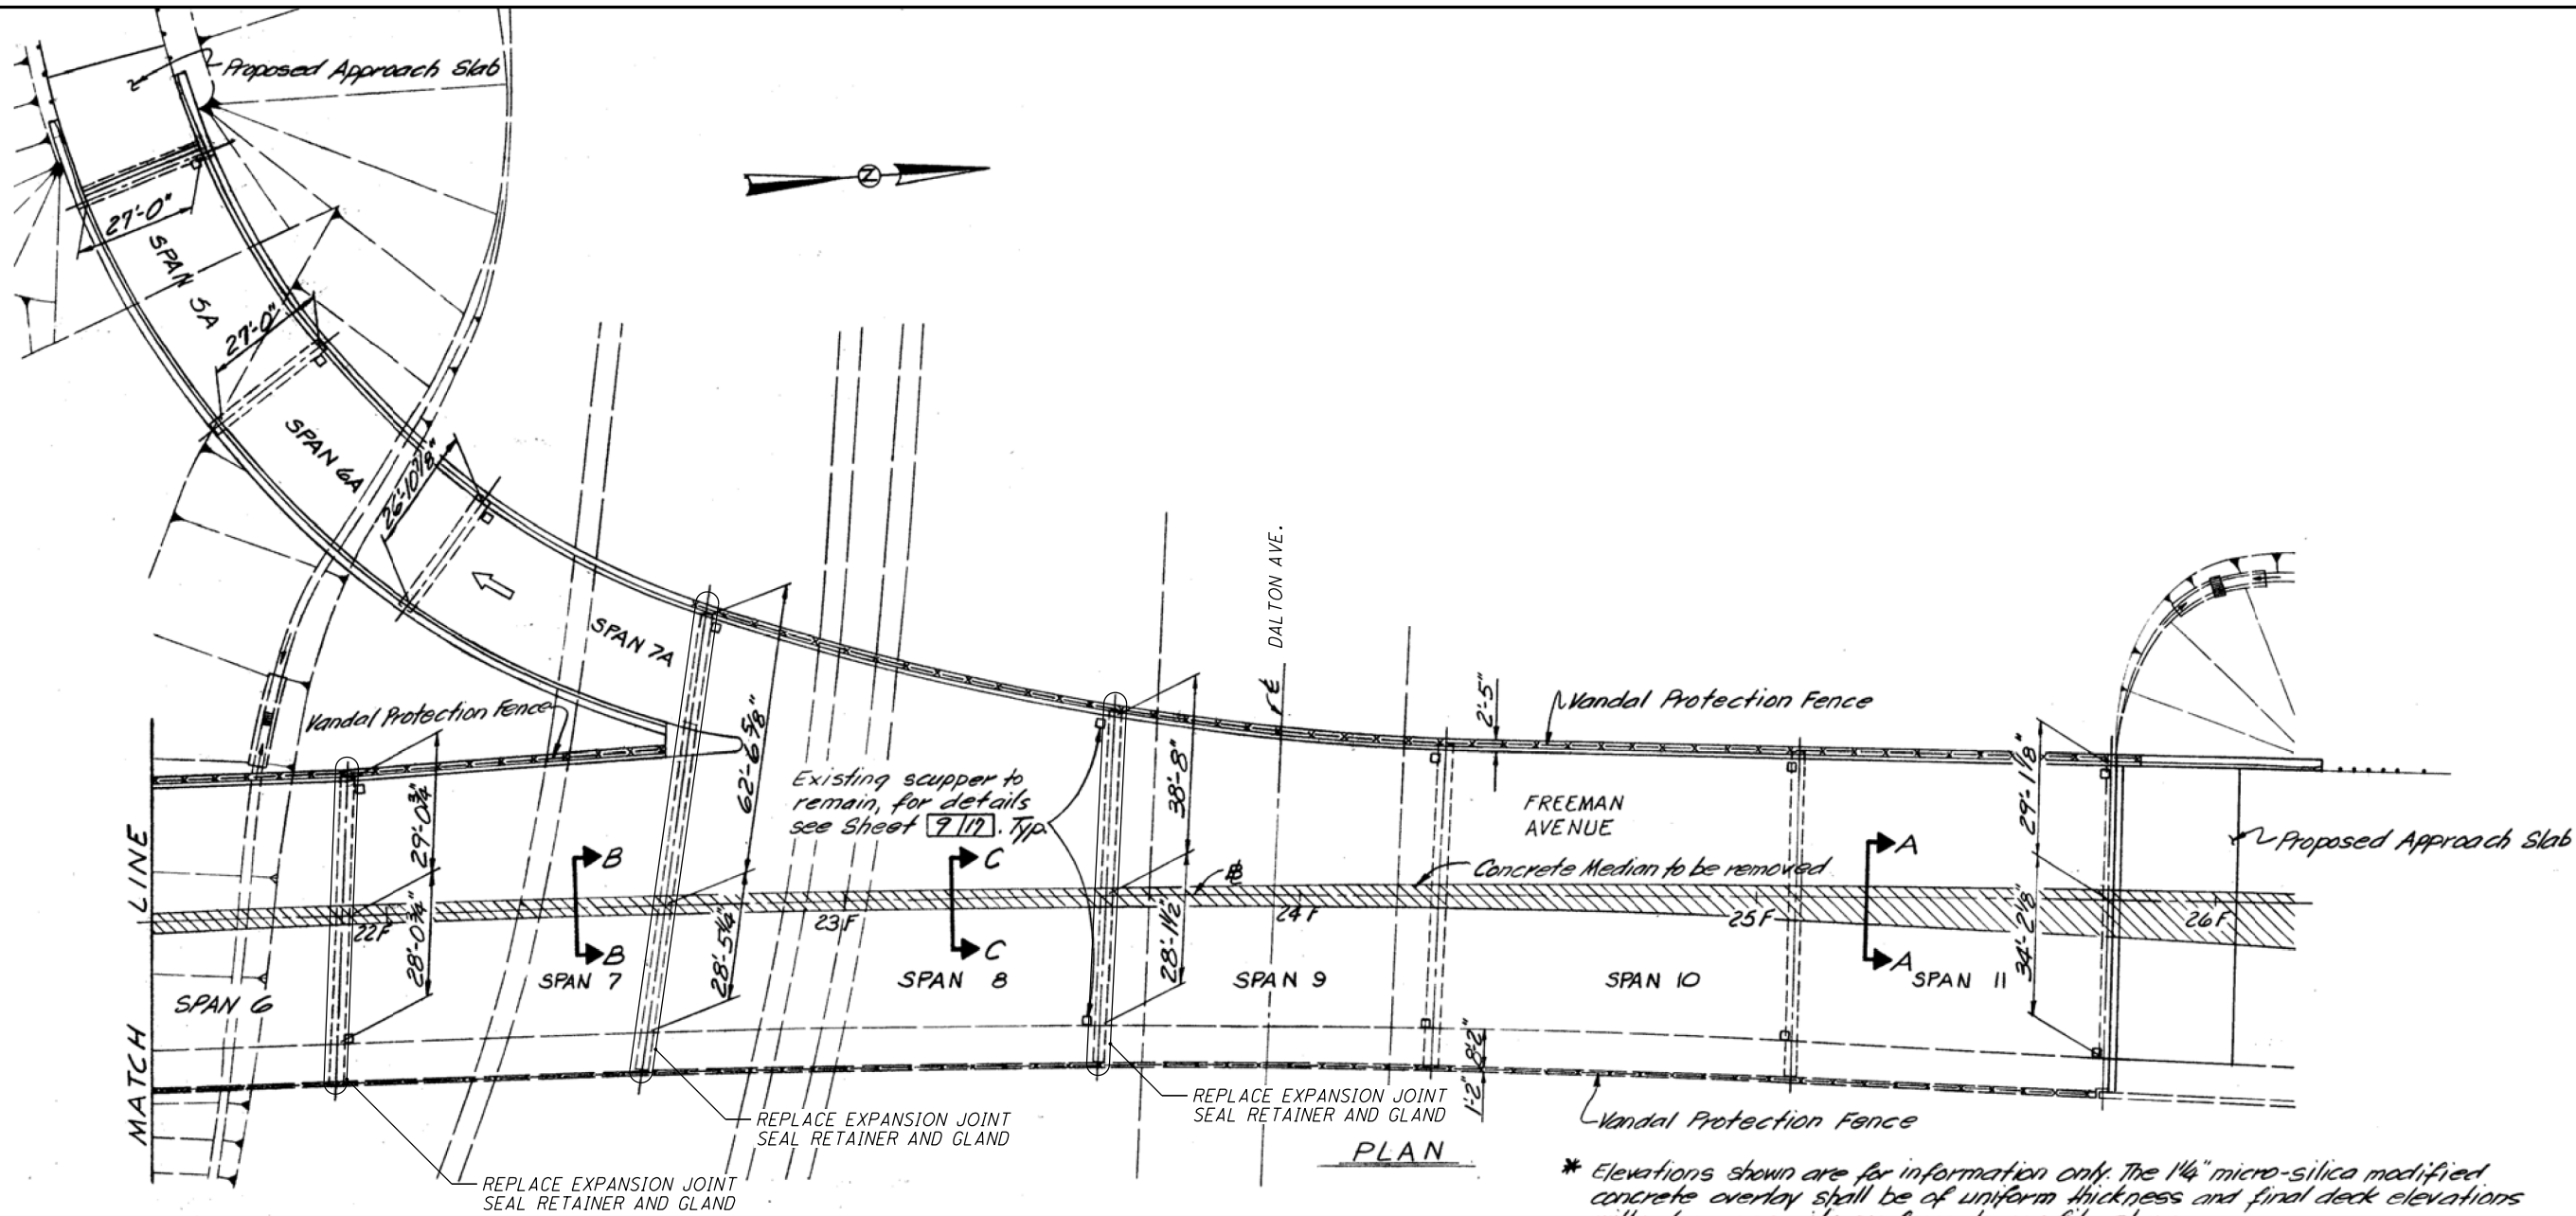 Proposed Approach Slab
Z
27'-0"
SPAN 5A
27'-0"
SPAN 6A
26'-10⅞"
SPAN 7A
DALTON AVE.
℄
Vandal Protection Fence
Vandal Protection Fence
2'-5"
62'-6⅝"
38'-8"
29'-0¾"
29'-1⅛"
Existing scupper to
remain, for details
see Sheet 9/17. Typ.
FREEMAN
AVENUE
Proposed Approach Slab
Concrete Median to be removed
B
C
A
22F
23F
24F
25F
26F
28'-0¾"
28'-5¼"
28'-1½"
34'-2⅛"
B
C
A
SPAN 6
SPAN 7
SPAN 8
SPAN 9
SPAN 10
SPAN 11
MATCH LINE
8'-2"
1'-2"
REPLACE EXPANSION JOINT
SEAL RETAINER AND GLAND
REPLACE EXPANSION JOINT
SEAL RETAINER AND GLAND
REPLACE EXPANSION JOINT
SEAL RETAINER AND GLAND
Vandal Protection Fence
PLAN
* Elevations shown are for information only. The 1¼" micro-silica modified
concrete overlay shall be of uniform thickness and final deck elevations